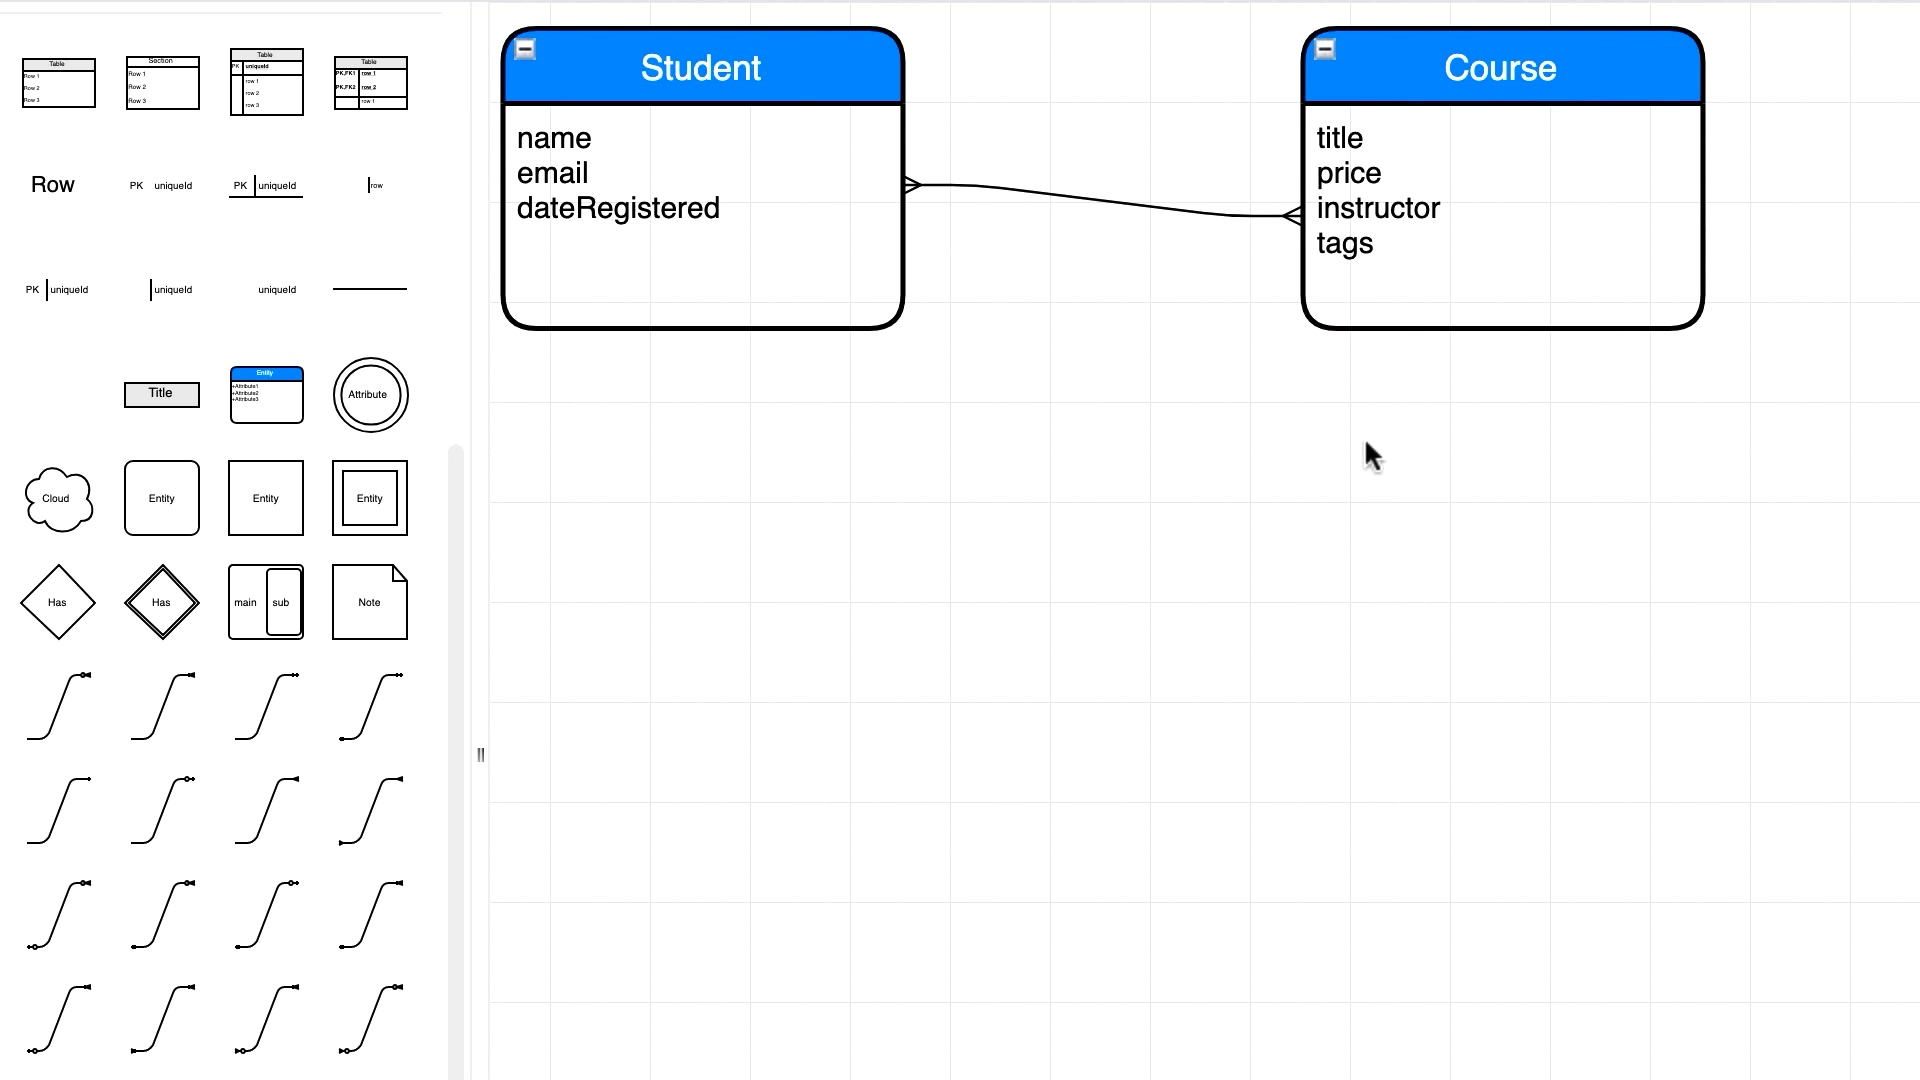 Table
Row 1
Row 2
Row 3
Section
Row 1
Row 2
Row 3
Table
PK uniqueId
row 1
row 2
row 3
Table
PK,FK1 row 1
PK,FK2 row 2
row 1
Row
PK uniqueId
PK uniqueId
row
PK uniqueId
uniqueId
uniqueId
Title
Entity
+Attribute1
+Attribute2
+Attribute3
Attribute
Cloud
Entity
Entity
Entity
Has
Has
main sub
Note
Student
name
email
dateRegistered
Course
title
price
instructor
tags